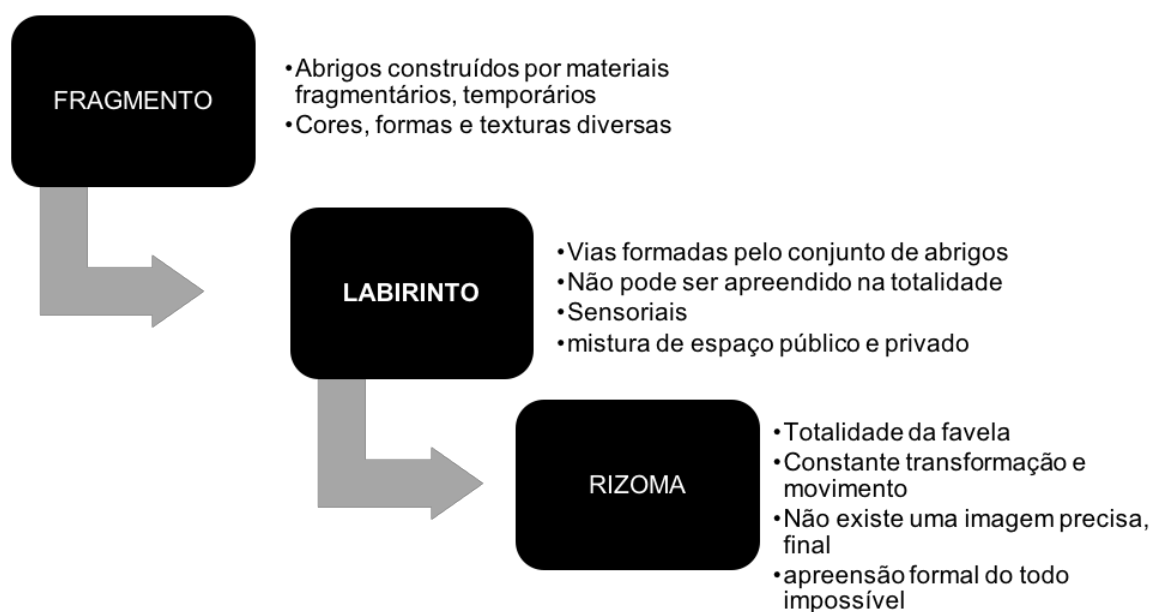 FRAGMENTO
•Abrigos construídos por materiais
fragmentários, temporários
•Cores, formas e texturas diversas
LABIRINTO
•Vias formadas pelo conjunto de abrigos
•Não pode ser apreendido na totalidade
•Sensoriais
•mistura de espaço público e privado
RIZOMA
•Totalidade da favela
•Constante transformação e
movimento
•Não existe uma imagem precisa,
final
•apreensão formal do todo
impossível